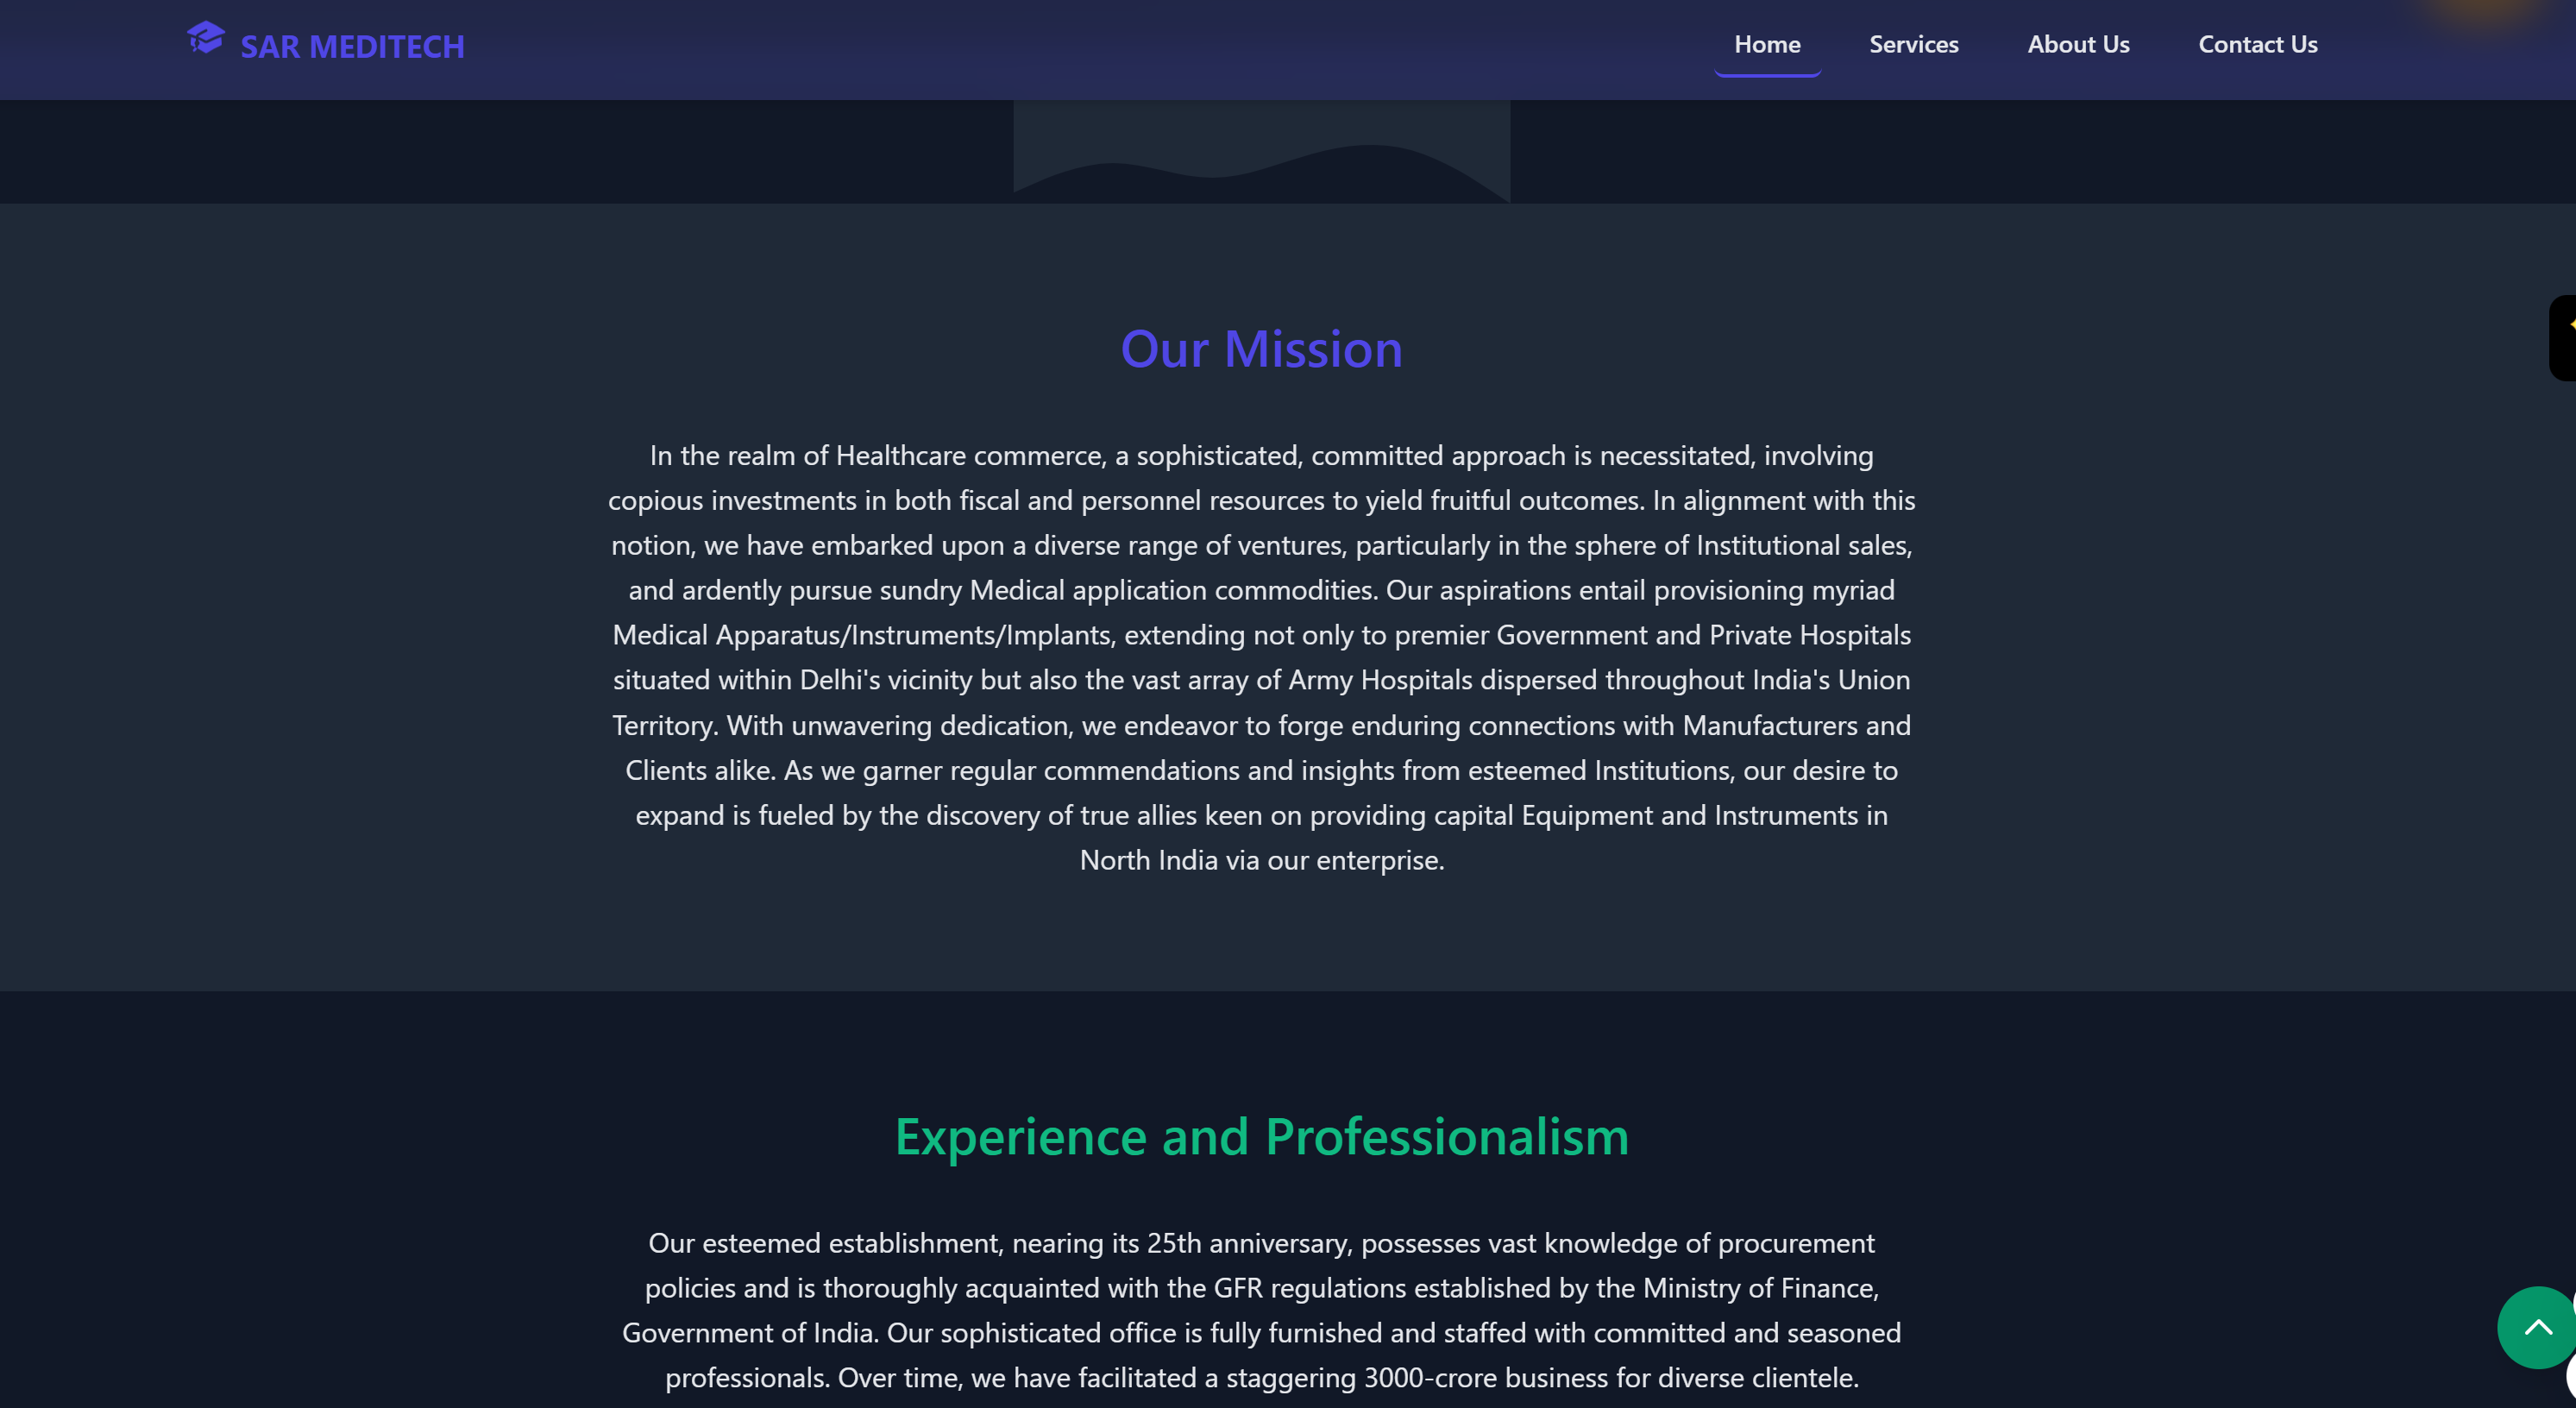 SAR MEDITECH
Home
Services
About Us
Contact Us
Our Mission
In the realm of Healthcare commerce, a sophisticated, committed approach is necessitated, involving
copious investments in both fiscal and personnel resources to yield fruitful outcomes. In alignment with this
notion, we have embarked upon a diverse range of ventures, particularly in the sphere of Institutional sales,
and ardently pursue sundry Medical application commodities. Our aspirations entail provisioning myriad
Medical Apparatus/Instruments/Implants, extending not only to premier Government and Private Hospitals
situated within Delhi's vicinity but also the vast array of Army Hospitals dispersed throughout India's Union
Territory. With unwavering dedication, we endeavor to forge enduring connections with Manufacturers and
Clients alike. As we garner regular commendations and insights from esteemed Institutions, our desire to
expand is fueled by the discovery of true allies keen on providing capital Equipment and Instruments in
North India via our enterprise.
Experience and Professionalism
Our esteemed establishment, nearing its 25th anniversary, possesses vast knowledge of procurement
policies and is thoroughly acquainted with the GFR regulations established by the Ministry of Finance,
Government of India. Our sophisticated office is fully furnished and staffed with committed and seasoned
professionals. Over time, we have facilitated a staggering 3000-crore business for diverse clientele.